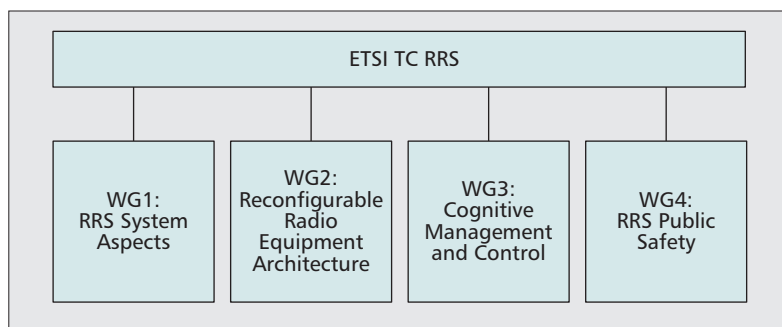 ETSI TC RRS
WG1:
RRS System
Aspects
WG2:
Reconfigurable
Radio
Equipment
Architecture
WG3:
Cognitive
Management
and Control
WG4:
RRS Public
Safety